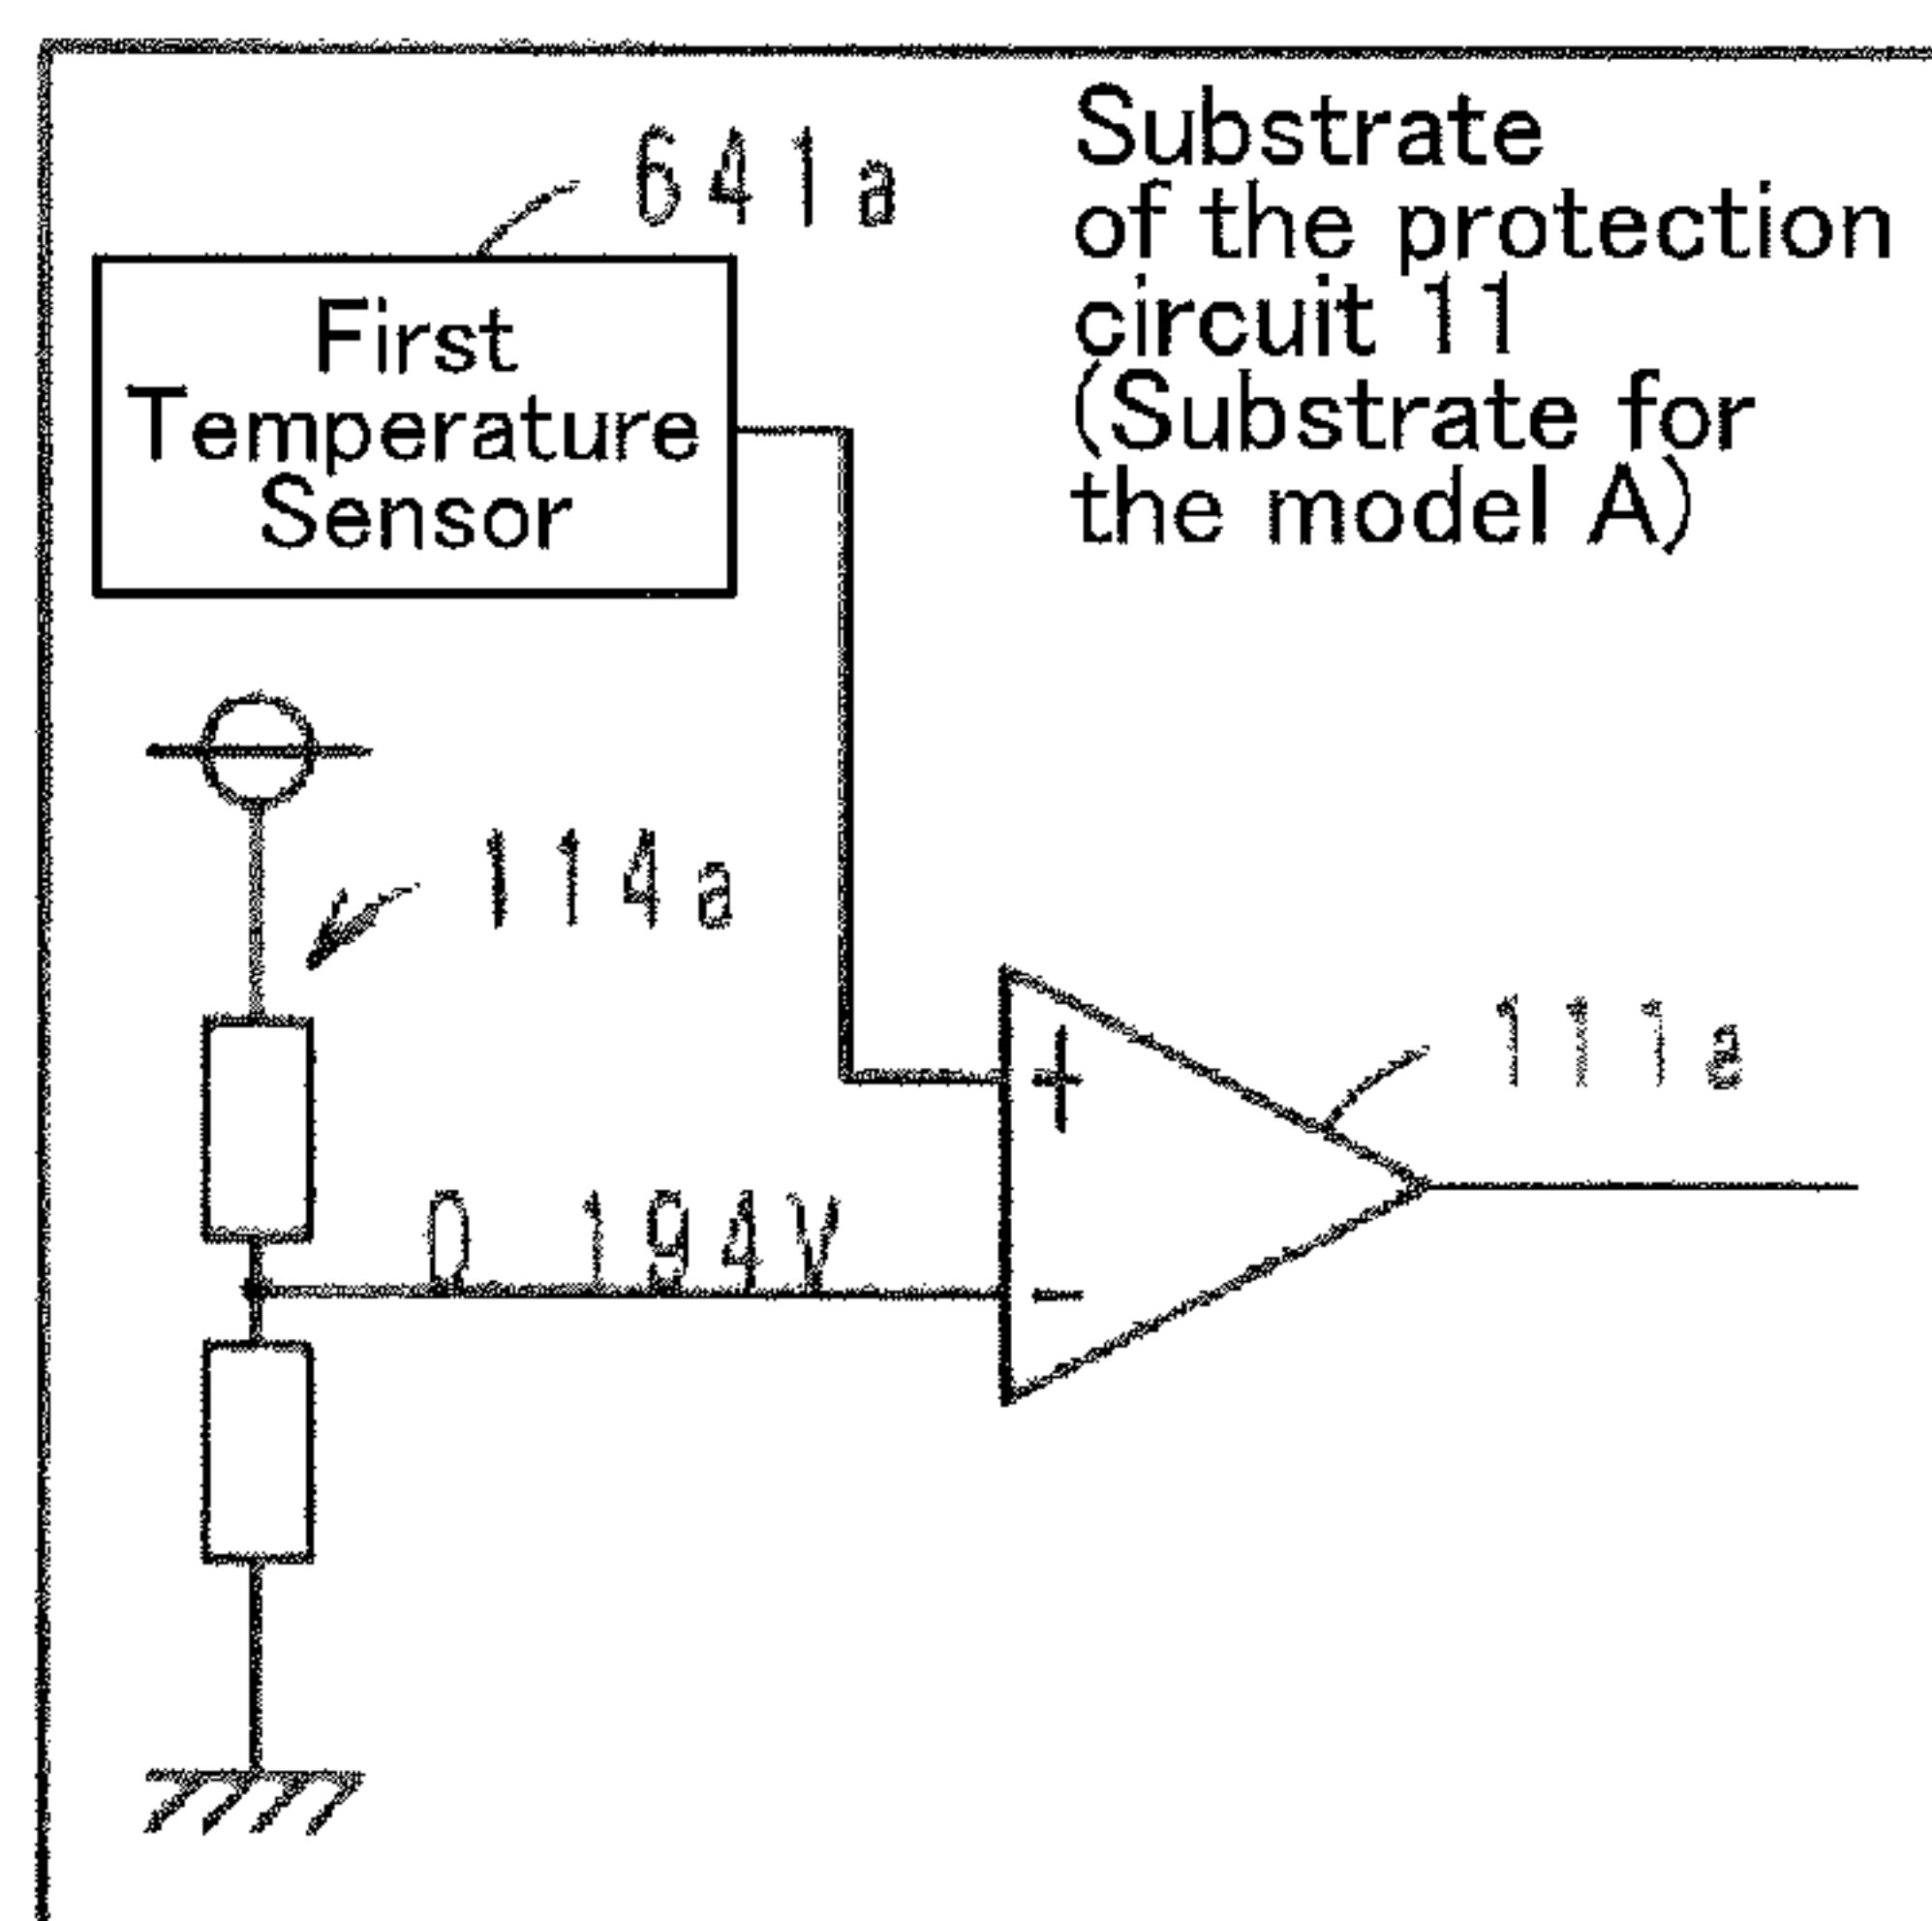 641a
Substrate
of the protection
circuit 11
(Substrate for
the model A)
First
Temperature
Sensor
114a
111a
+
0.194V
−